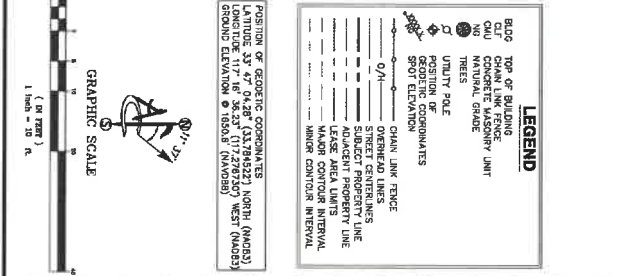 LEGEND
BLDG TOP OF BUILDING
CLF CHAIN LINK FENCE
CMU CONCRETE MASONRY UNIT
NG NATURAL GRADE
TREES
UTILITY POLE
POSITION OF
GEODETIC COORDINATES
SPOT ELEVATION
CHAIN LINK FENCE
O/H OVERHEAD LINES
STREET CENTERLINES
SUBJECT PROPERTY LINE
ADJACENT PROPERTY LINE
LEASE AREA LIMITS
MAJOR CONTOUR INTERVAL
MINOR CONTOUR INTERVAL
POSITION OF GEODETIC COORDINATES
LATITUDE 33° 47' 04.28" (33.784522°) NORTH (NAD83)
LONGITUDE 117° 16' 36.23" (117.276730°) WEST (NAD83)
GROUND ELEVATION @ 1650.6' (NAVD88)
N
S
GRAPHIC SCALE
( IN FEET )
1 inch = 10 ft.